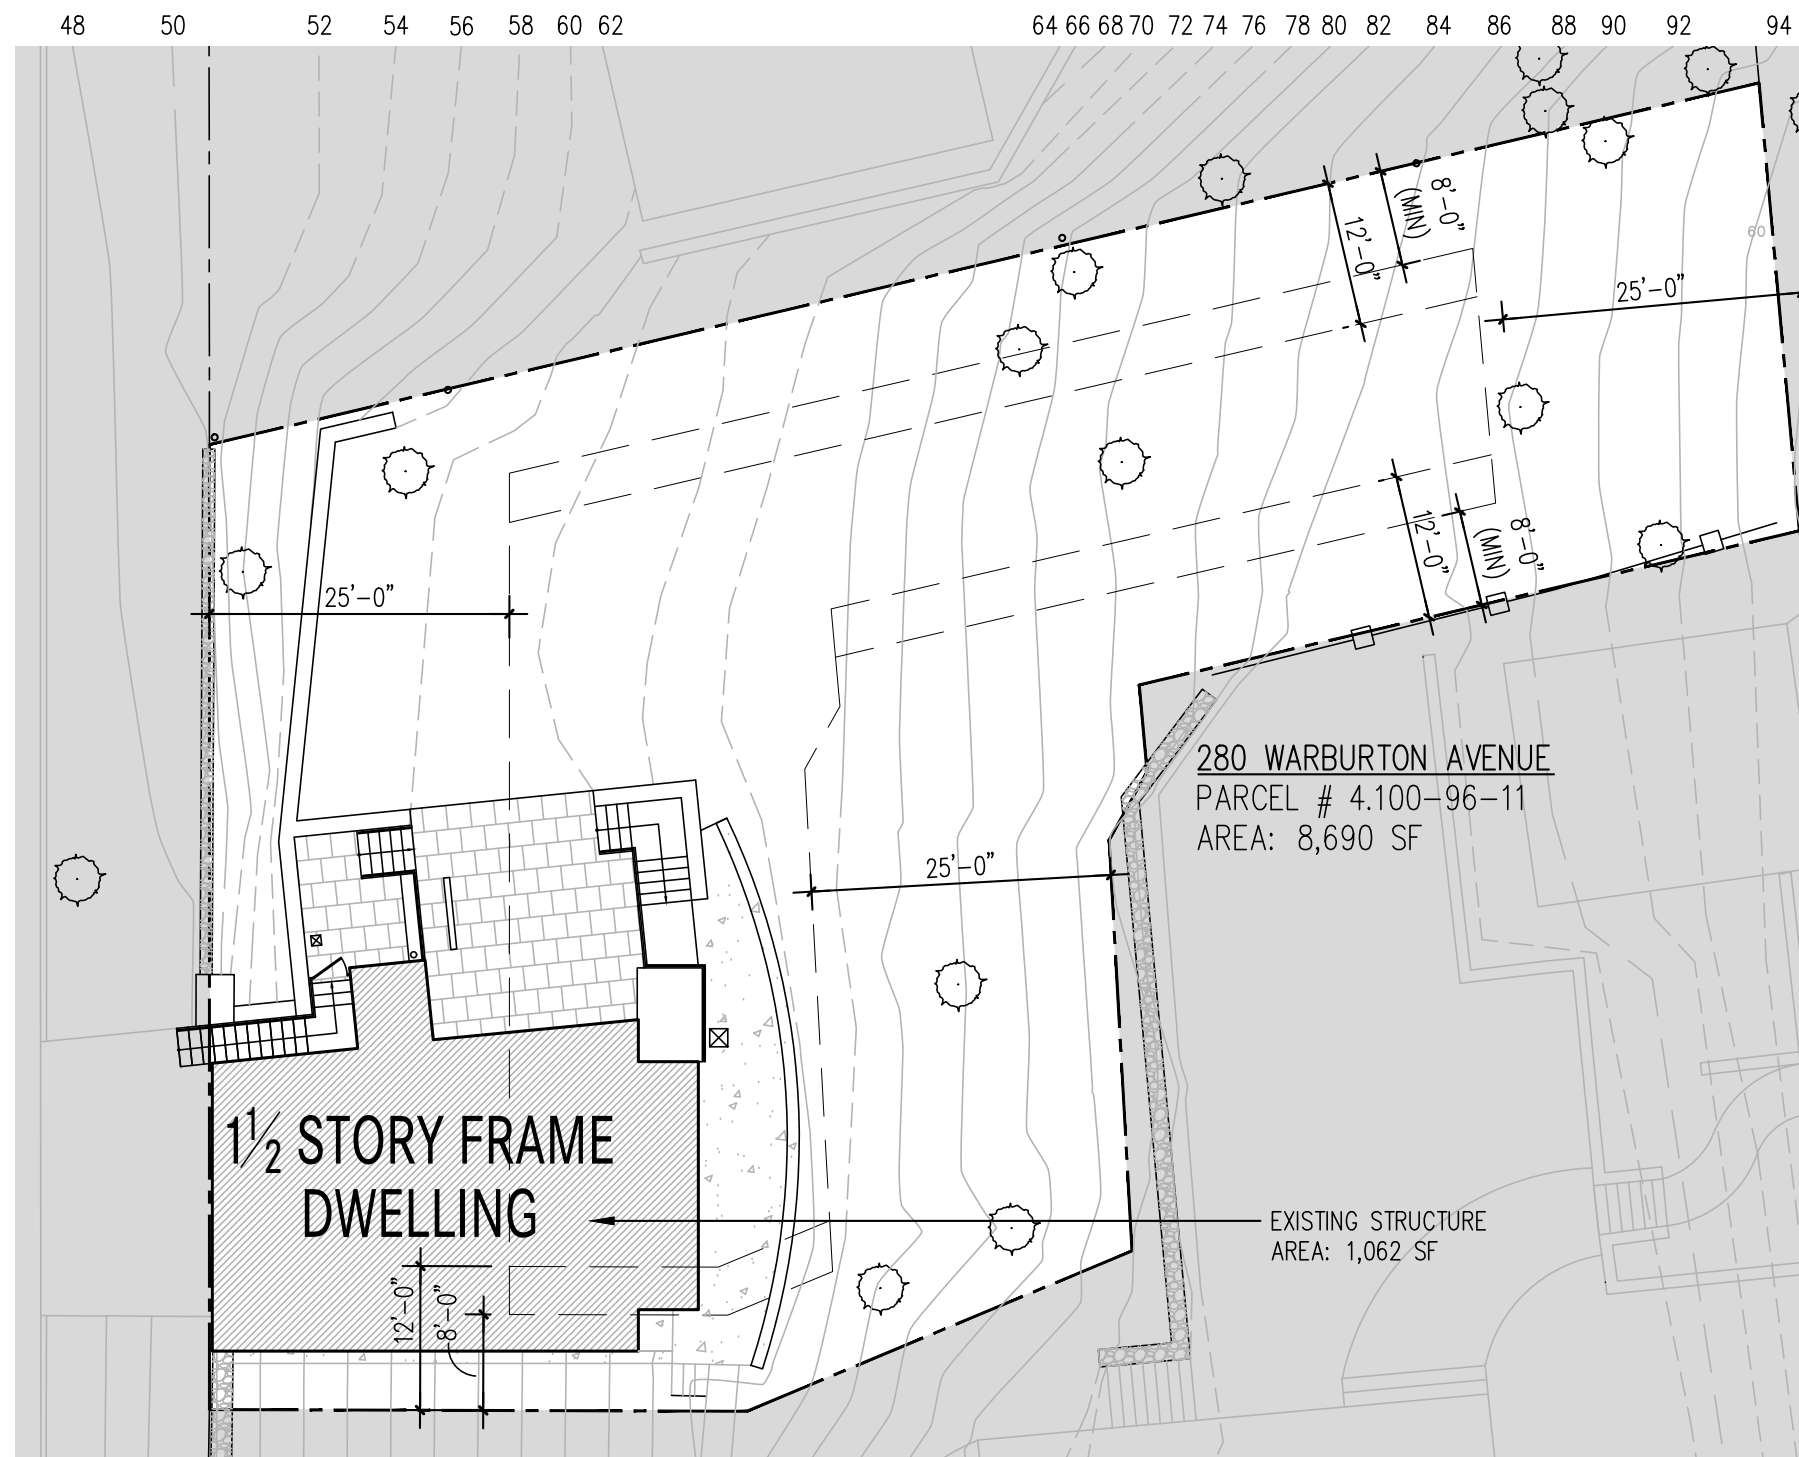 48 50 52 54 56 58 60 62 64 66 68 70 72 74 76 78 80 82 84 86 88 90 92 94
8'-0"
(MIN)
12'-0"
60
25'-0"
12'-0"
8'-0"
(MIN)
25'-0"
280 WARBURTON AVENUE
PARCEL # 4.100-96-11
AREA: 8,690 SF
25'-0"
1½ STORY FRAME
DWELLING
EXISTING STRUCTURE
AREA: 1,062 SF
12'-0"
8'-0"